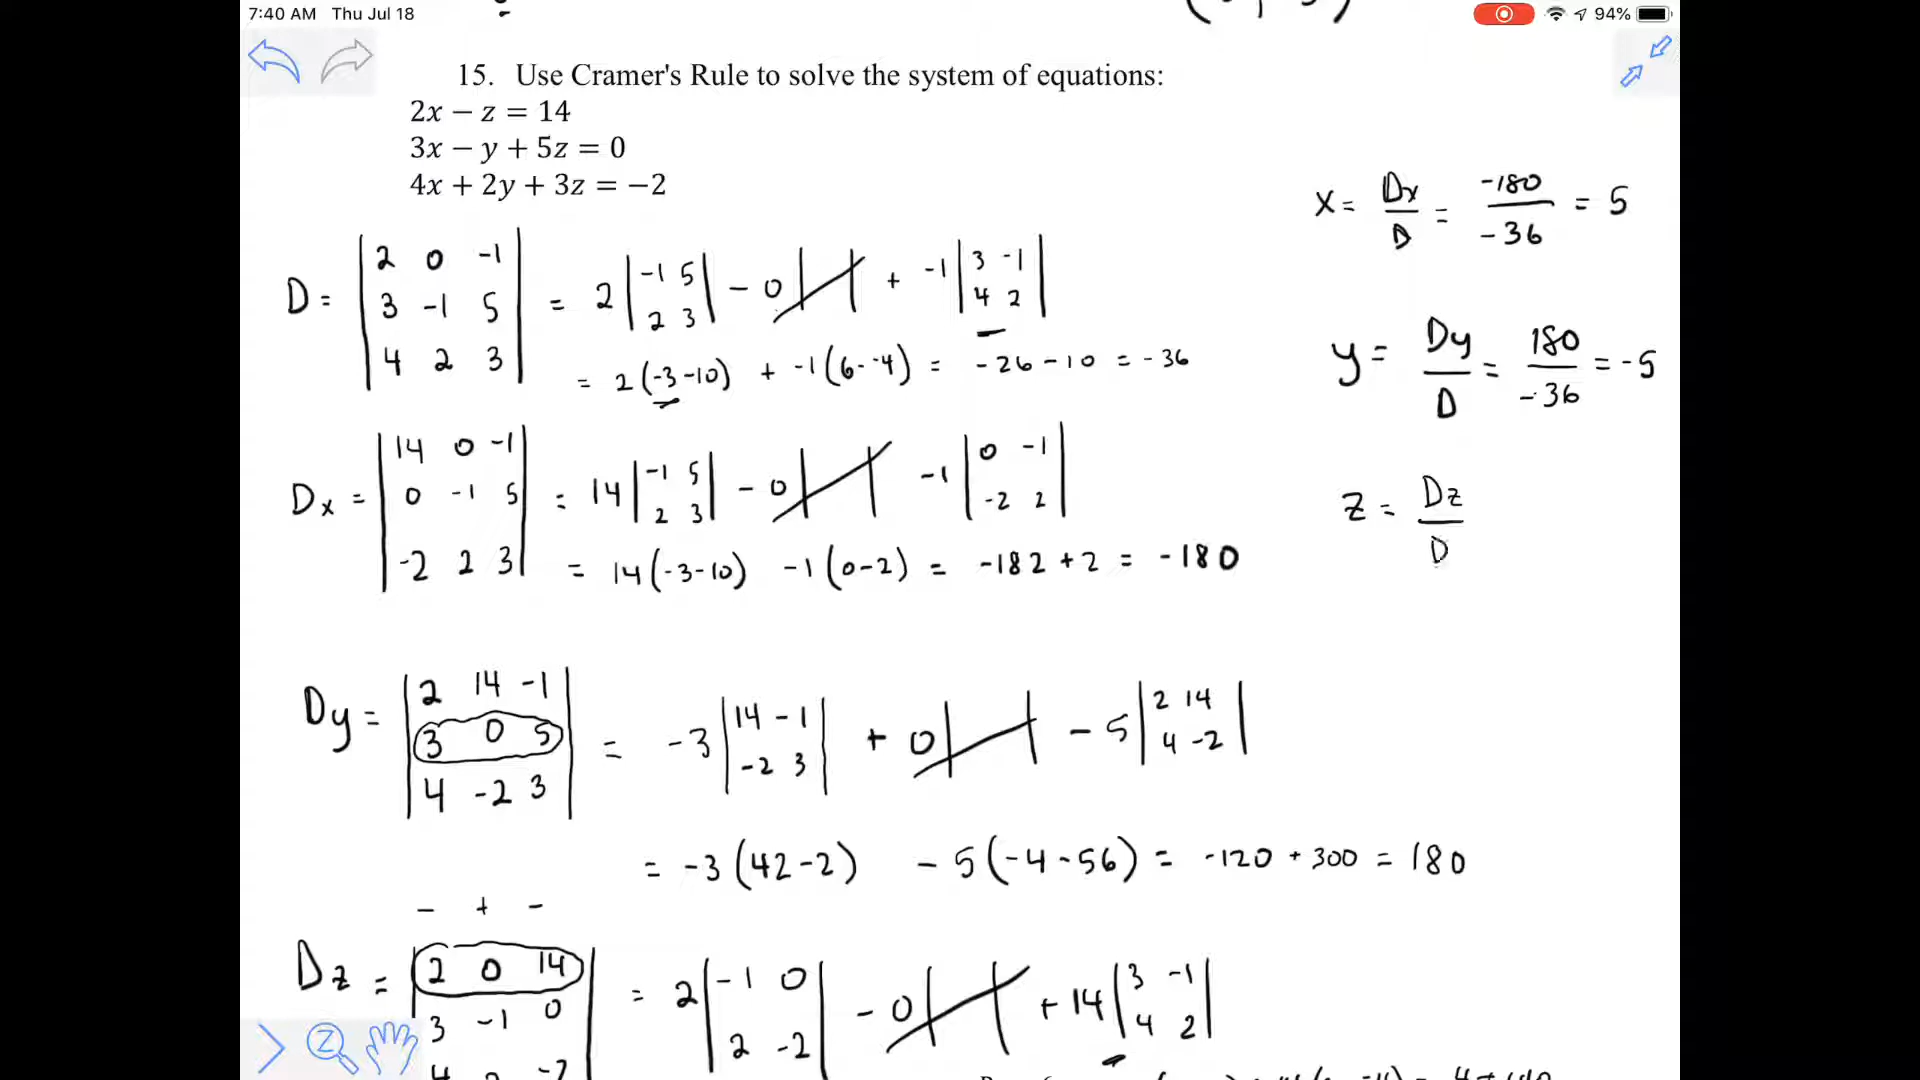 7:40 AM Thu Jul 18
94%
15. Use Cramer's Rule to solve the system of equations:
2x − z = 14
3x − y + 5z = 0
4x + 2y + 3z = −2
D = | 2 0 -1 | = 2 | -1 5 | - 0 | | + -1 | 3 -1 |
| 3 -1 5 | | 2 3 | | 4 2 |
| 4 2 3 | = 2(-3-10) + -1(6--4) = -26-10 = -36
Dx = | 14 0 -1 | = 14 | -1 5 | - 0 | | -1 | 0 -1 |
| 0 -1 5 | | 2 3 | | -2 2 |
| -2 2 3 | = 14(-3-10) -1(0-2) = -182+2 = -180
Dy = | 2 14 -1 | = -3 | 14 -1 | + 0 | | - 5 | 2 14 |
| 3 0 5 | | -2 3 | | 4 -2 |
| 4 -2 3 |
= -3(42-2) - 5(-4-56) = -120 + 300 = 180
- + -
Dz = | 2 0 14 | = 2 | -1 0 | - 0 | | + 14 | 3 -1 |
3 -1 0 | 2 -2 | | 4 2 |
x = Dx/D = -180/-36 = 5
y = Dy/D = 180/-36 = -5
z = Dz/D